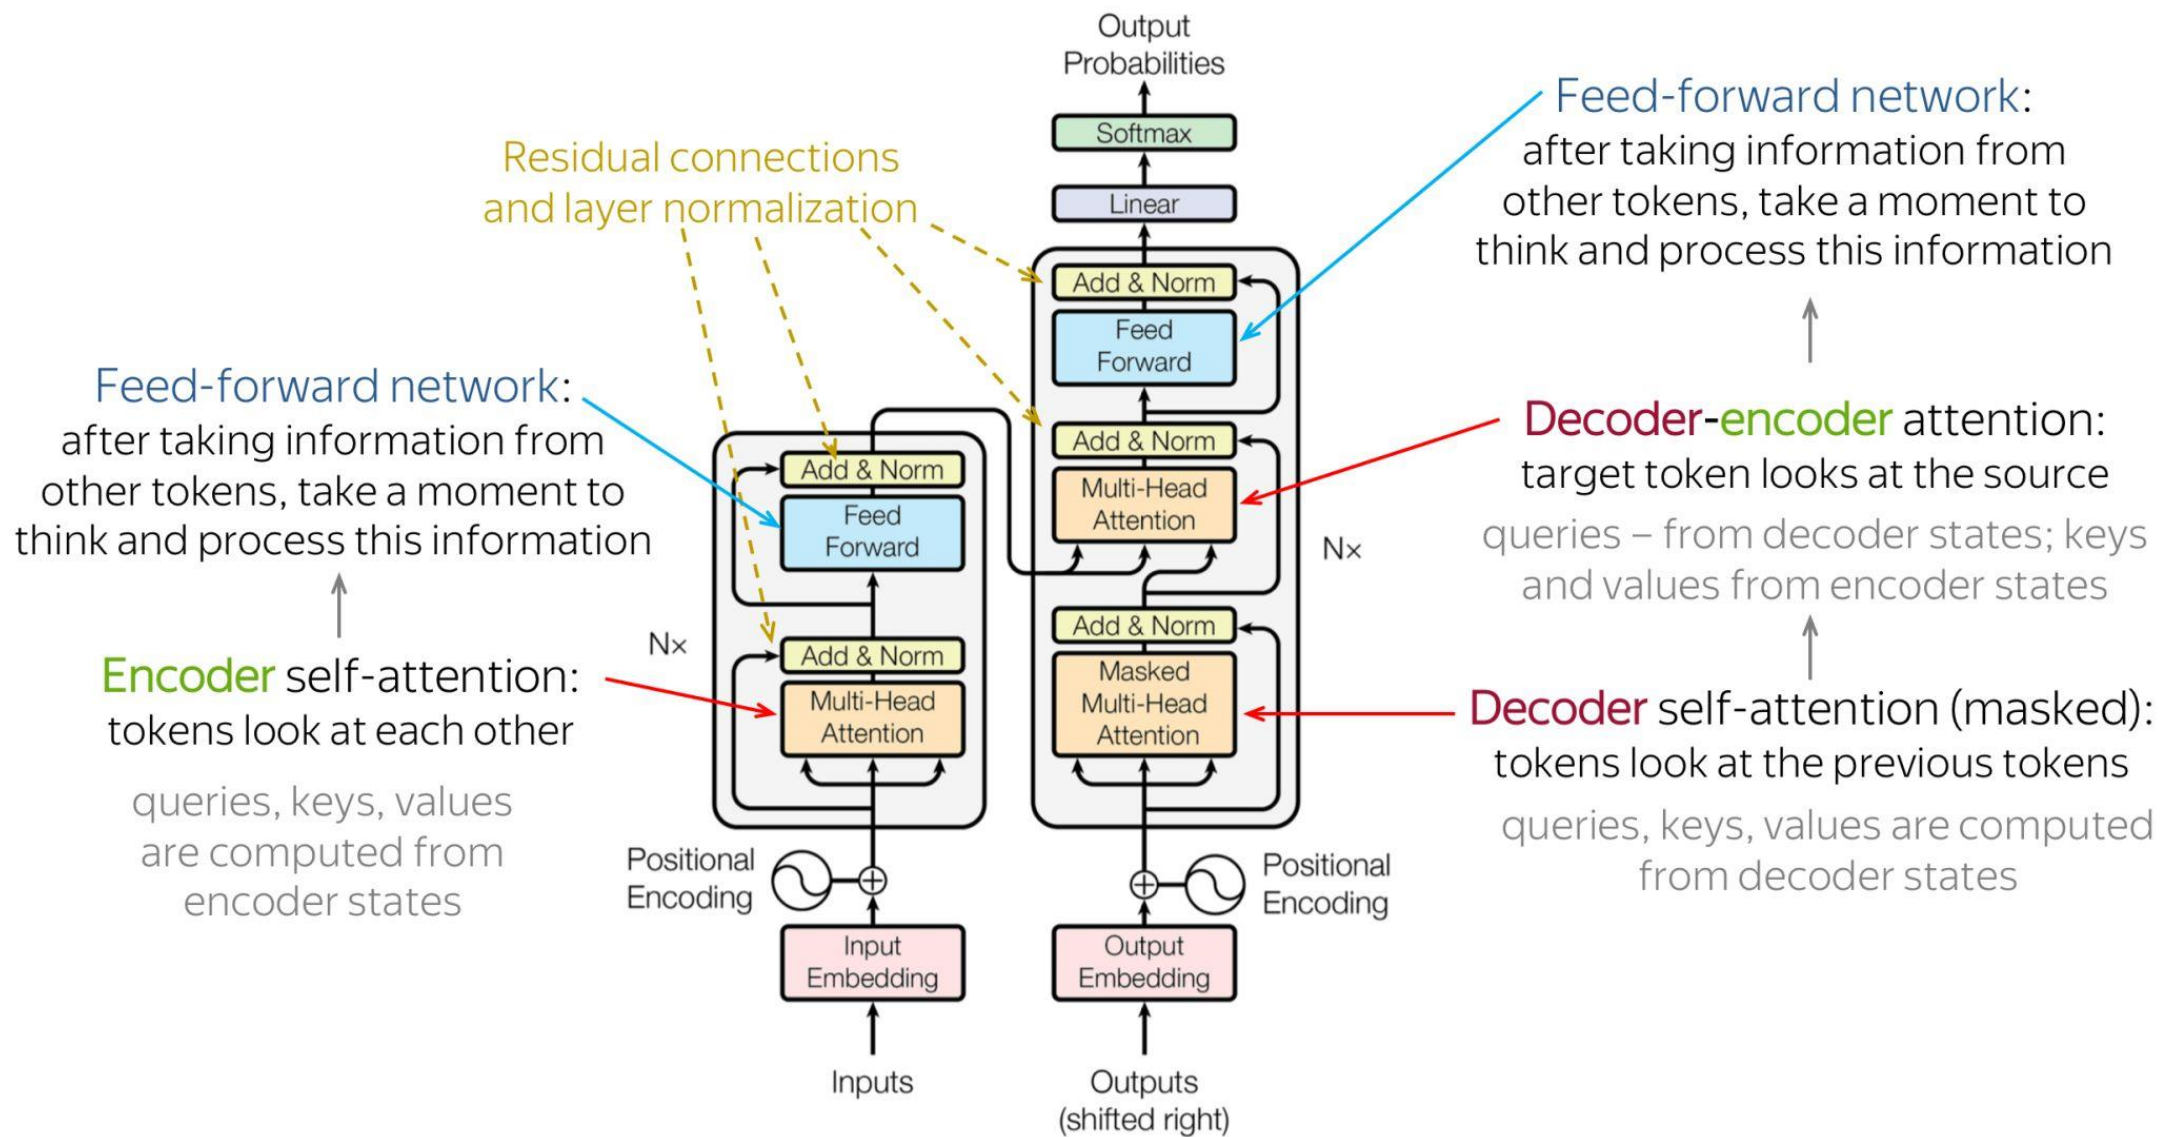 Output
Probabilities
Softmax
Linear
Add & Norm
Feed
Forward
Add & Norm
Multi-Head
Attention
Add & Norm
Masked
Multi-Head
Attention
Nx
Positional
Encoding
Output
Embedding
Outputs
(shifted right)
Residual connections
and layer normalization
Add & Norm
Feed
Forward
Add & Norm
Multi-Head
Attention
Nx
Positional
Encoding
Input
Embedding
Inputs
Feed-forward network:
after taking information from
other tokens, take a moment to
think and process this information
Encoder self-attention:
tokens look at each other
queries, keys, values
are computed from
encoder states
Feed-forward network:
after taking information from
other tokens, take a moment to
think and process this information
Decoder-encoder attention:
target token looks at the source
queries – from decoder states; keys
and values from encoder states
Decoder self-attention (masked):
tokens look at the previous tokens
queries, keys, values are computed
from decoder states